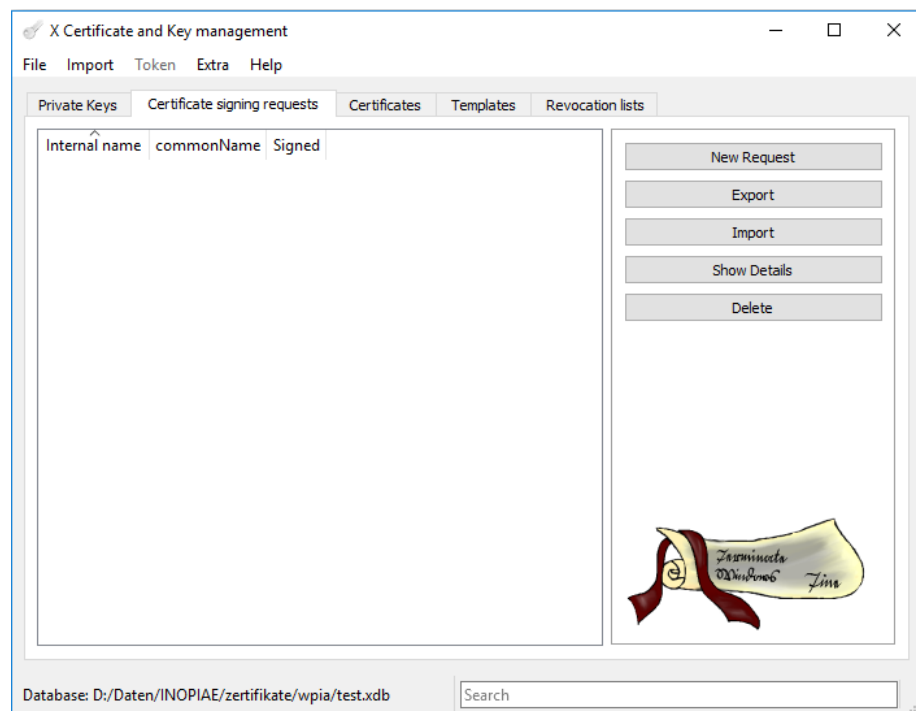 X Certificate and Key management
File Import Token Extra Help
Private Keys Certificate signing requests Certificates Templates Revocation lists
Internal name commonName Signed
New Request
Export
Import
Show Details
Delete
Windows
Database: D:/Daten/INOPIAE/zertifikate/wpia/test.xdb
Search